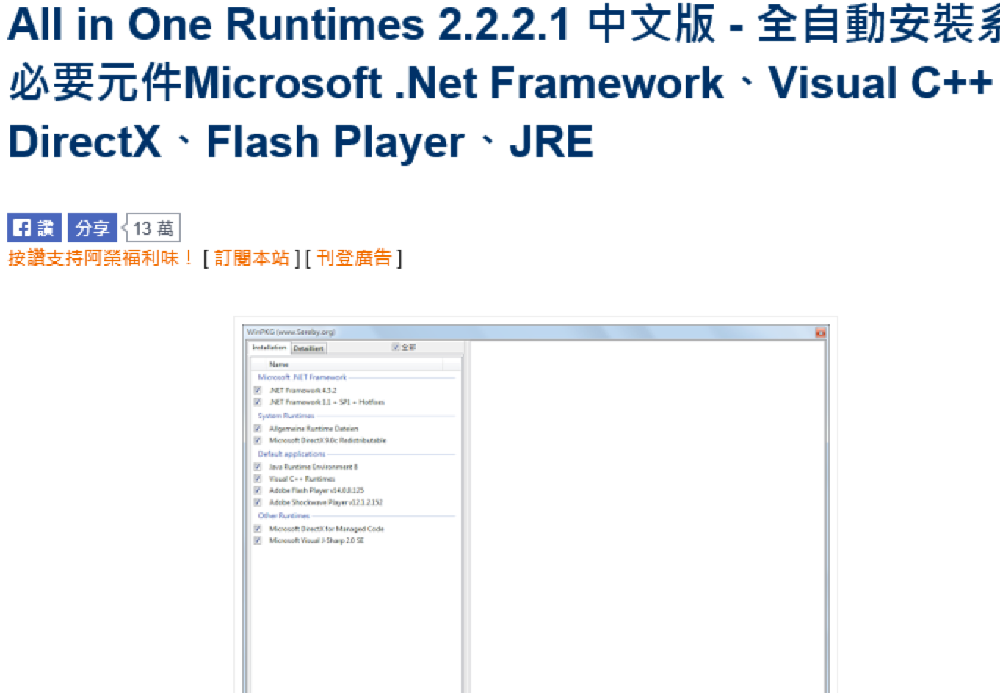 All in One Runtimes 2.2.2.1 中文版 - 全自動安裝系
必要元件Microsoft .Net Framework、Visual C++
DirectX、Flash Player、JRE
讚 分享 13 萬
按讚支持阿榮福利味！ [ 訂閱本站 ] [ 刊登廣告 ]
WinPKG (www.Sereby.org)
Installation Detailliert 全部
Name
Microsoft .NET Framework
.NET Framework 4.5.2
.NET Framework 1.1 + SP1 + Hotfixes
System Runtimes
Allgemeine Runtime Dateien
Microsoft DirectX 9.0c Redistributable
Default applications
Java Runtime Environment 8
Visual C++ Runtimes
Adobe Flash Player v14.0.0.125
Adobe Shockwave Player v12.1.2.152
Other Runtimes
Microsoft DirectX for Managed Code
Microsoft Visual J-Sharp 2.0 SE